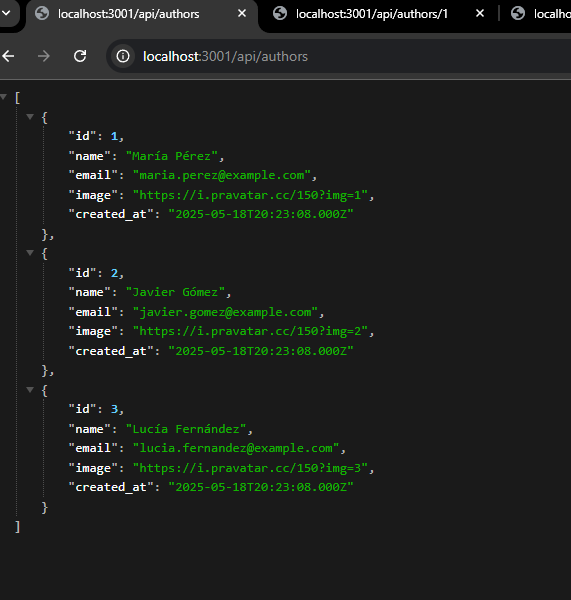 localhost:3001/api/authors
localhost:3001/api/authors/1
localho
localhost:3001/api/authors
[
{
"id": 1,
"name": "María Pérez",
"email": "maria.perez@example.com",
"image": "https://i.pravatar.cc/150?img=1",
"created_at": "2025-05-18T20:23:08.000Z"
},
{
"id": 2,
"name": "Javier Gómez",
"email": "javier.gomez@example.com",
"image": "https://i.pravatar.cc/150?img=2",
"created_at": "2025-05-18T20:23:08.000Z"
},
{
"id": 3,
"name": "Lucía Fernández",
"email": "lucia.fernandez@example.com",
"image": "https://i.pravatar.cc/150?img=3",
"created_at": "2025-05-18T20:23:08.000Z"
}
]